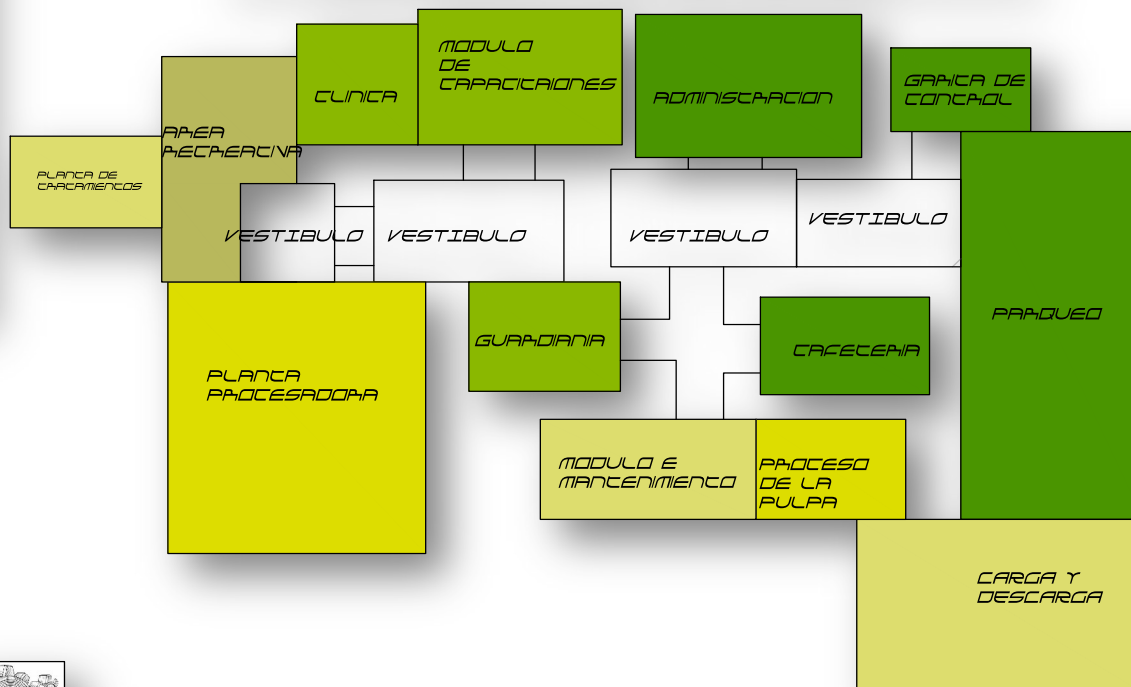 MODULO
DE
CAPACITAIONES
CLINICA
ADMINISTRACION
GARITA DE
CONTROL
AREA
RECREATIVA
PLANTA DE
TRATAMIENTOS
VESTIBULO
VESTIBULO
VESTIBULO
VESTIBULO
PARQUEO
GUARDIANIA
CAFETERIA
PLANTA
PROCESADORA
MODULO E
MANTENIMIENTO
PROCESO
DE LA
PULPA
CARGA Y
DESCARGA